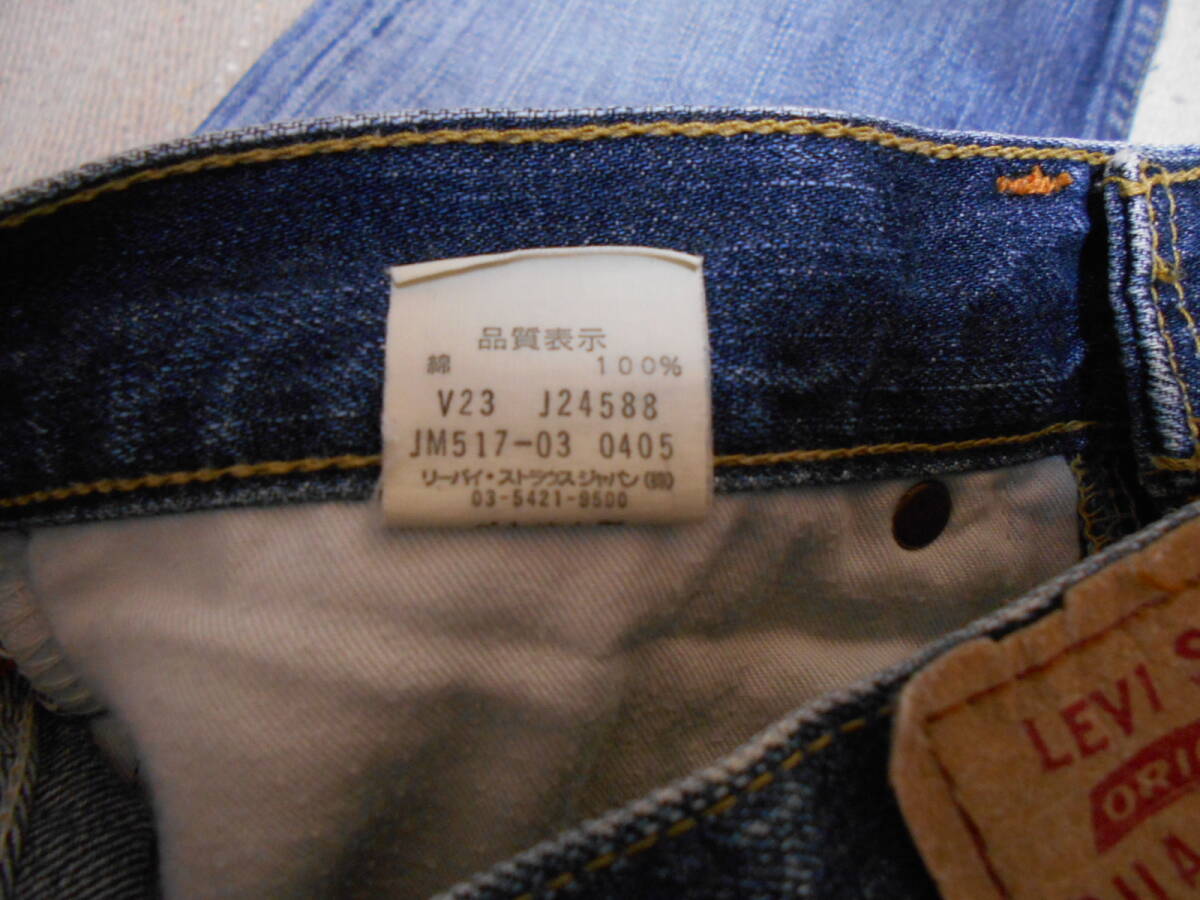 品質表示
綿 100%
V23 J24588
JM517-03 0405
リーバイ・ストラウスジャパン㈱
03-5421-9500
LEVI S
ORI